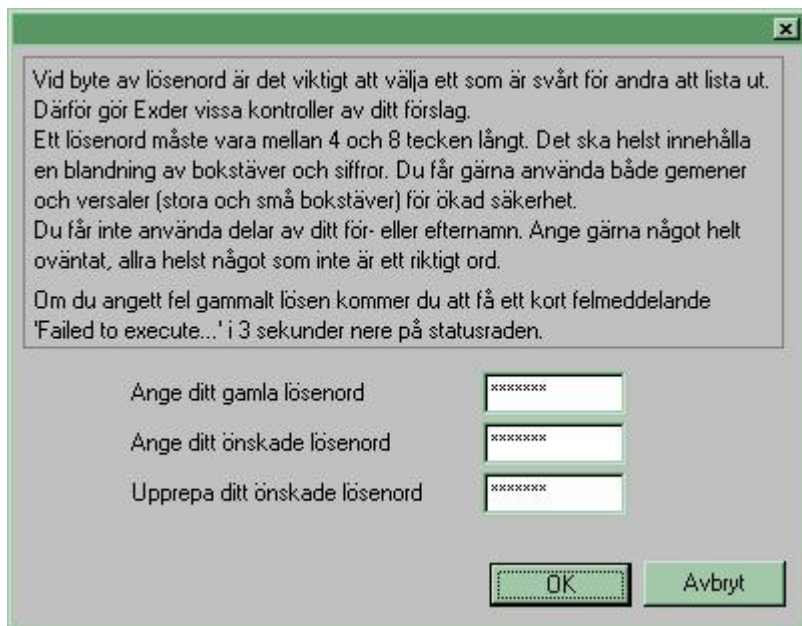 Vid byte av lösenord är det viktigt att välja ett som är svårt för andra att lista ut.
Därför gör Exder vissa kontroller av ditt förslag.
Ett lösenord måste vara mellan 4 och 8 tecken långt. Det ska helst innehålla
en blandning av bokstäver och siffror. Du får gärna använda både gemener
och versaler (stora och små bokstäver) för ökad säkerhet.
Du får inte använda delar av ditt för- eller efternamn. Ange gärna något helt
oväntat, allra helst något som inte är ett riktigt ord.
Om du angett fel gammalt lösen kommer du att få ett kort felmeddelande
'Failed to execute...' i 3 sekunder nere på statusraden.
Ange ditt gamla lösenord xxxxxxx
Ange ditt önskade lösenord xxxxxxx
Upprepa ditt önskade lösenord xxxxxxx
OK Avbryt